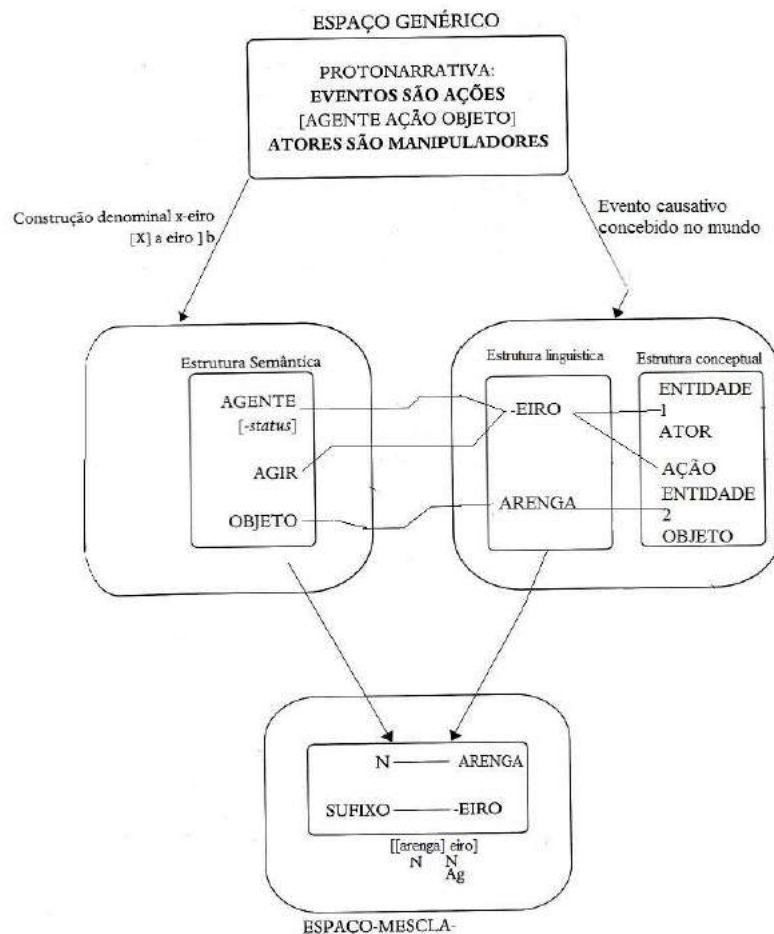 ESPAÇO GENÉRICO
PROTONARRATIVA:
EVENTOS SÃO AÇÕES
[AGENTE AÇÃO OBJETO]
ATORES SÃO MANIPULADORES
Construção denominal x-eiro
[X] a eiro ] b
Evento causativo
concebido no mundo
Estrutura Semântica
AGENTE
[-status]
AGIR
OBJETO
Estrutura linguistica
-EIRO
ARENGA
Estrutura conceptual
ENTIDADE
1
ATOR
AÇÃO
ENTIDADE
2
OBJETO
N ARENGA
SUFIXO -EIRO
[[arenga] eiro]
N N
Ag
ESPAÇO-MESCLA-